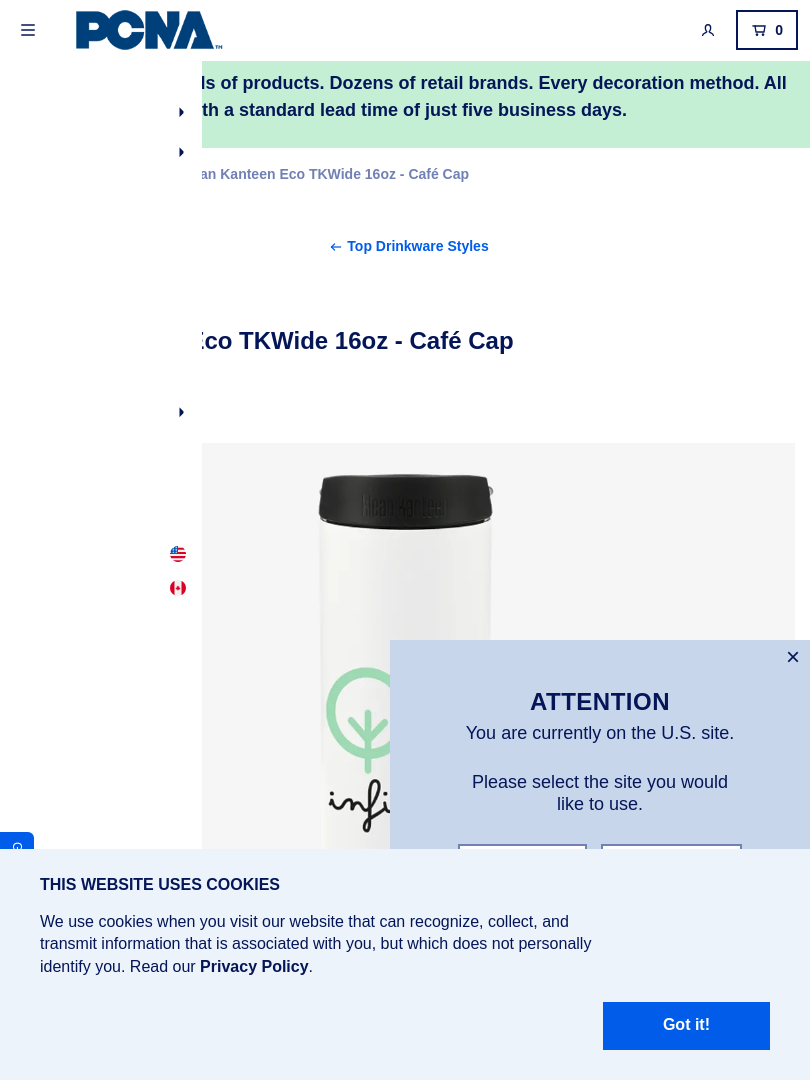 PCNA™
0
ls of products. Dozens of retail brands. Every decoration method. All
th a standard lead time of just five business days.
an Kanteen Eco TKWide 16oz - Café Cap
← Top Drinkware Styles
Eco TKWide 16oz - Café Cap
klean kanteen
infi
×
ATTENTION
You are currently on the U.S. site.
Please select the site you would
like to use.
THIS WEBSITE USES COOKIES
We use cookies when you visit our website that can recognize, collect, and
transmit information that is associated with you, but which does not personally
identify you. Read our Privacy Policy.
Got it!